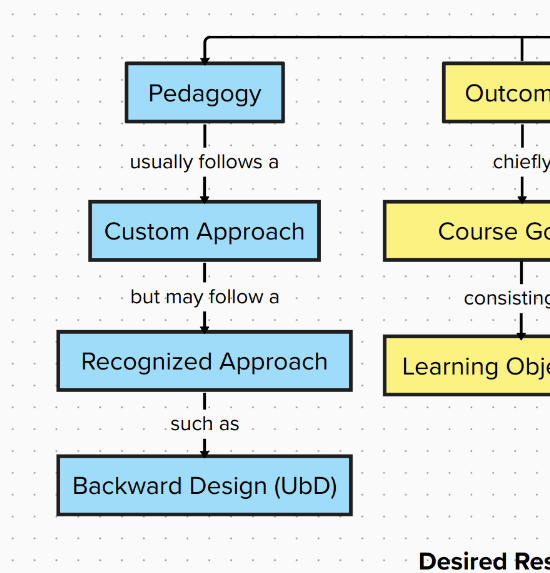 Pedagogy
usually follows a
Custom Approach
but may follow a
Recognized Approach
such as
Backward Design (UbD)
Outcom
chiefly
Course Go
consisting
Learning Obje
Desired Res